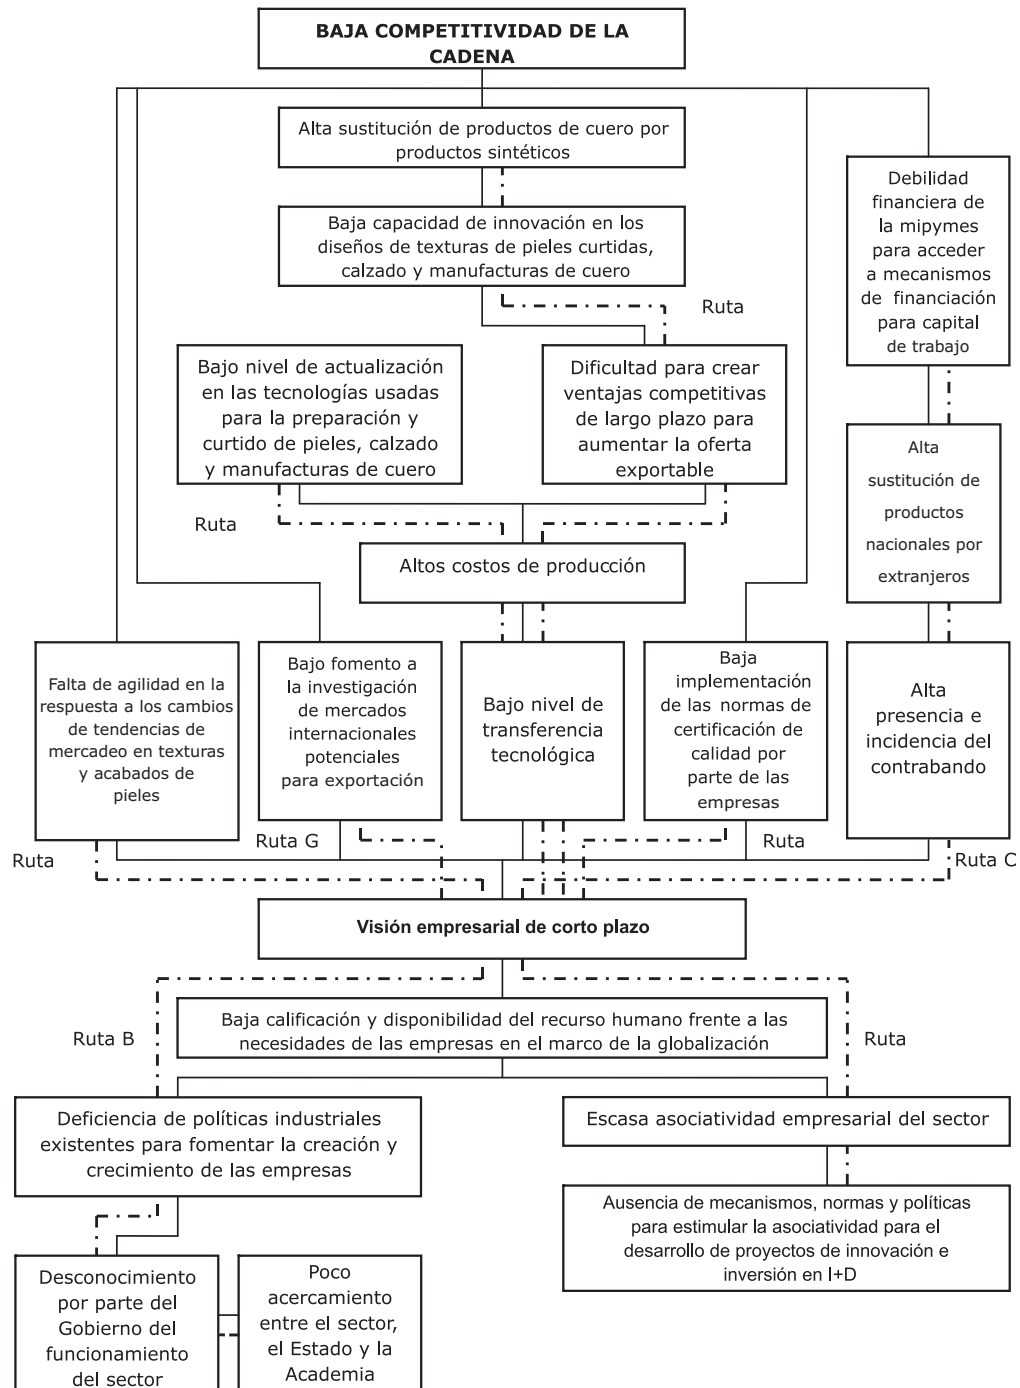 BAJA COMPETITIVIDAD DE LA
CADENA
Alta sustitución de productos de cuero por
productos sintéticos
Debilidad
financiera de
la mipymes
para acceder
a mecanismos
de financiación
para capital
de trabajo
Baja capacidad de innovación en los
diseños de texturas de pieles curtidas,
calzado y manufacturas de cuero
Ruta
Bajo nivel de actualización
en las tecnologías usadas
para la preparación y
curtido de pieles, calzado
y manufacturas de cuero
Dificultad para crear
ventajas competitivas
de largo plazo para
aumentar la oferta
exportable
Alta
sustitución de
productos
nacionales por
extranjeros
Ruta
Altos costos de producción
Falta de agilidad en la
respuesta a los cambios
de tendencias de
mercadeo en texturas
y acabados de
pieles
Bajo fomento a
la investigación
de mercados
internacionales
potenciales
para exportación
Bajo nivel de
transferencia
tecnológica
Baja
implementación
de las normas de
certificación de
calidad por
parte de las
empresas
Alta
presencia e
incidencia del
contrabando
Ruta
Ruta G
Ruta
Ruta C
Visión empresarial de corto plazo
Baja calificación y disponibilidad del recurso humano frente a las
necesidades de las empresas en el marco de la globalización
Ruta B
Ruta
Deficiencia de políticas industriales
existentes para fomentar la creación y
crecimiento de las empresas
Escasa asociatividad empresarial del sector
Ausencia de mecanismos, normas y políticas
para estimular la asociatividad para el
desarrollo de proyectos de innovación e
inversión en I+D
Desconocimiento
por parte del
Gobierno del
funcionamiento
del sector
Poco
acercamiento
entre el sector,
el Estado y la
Academia